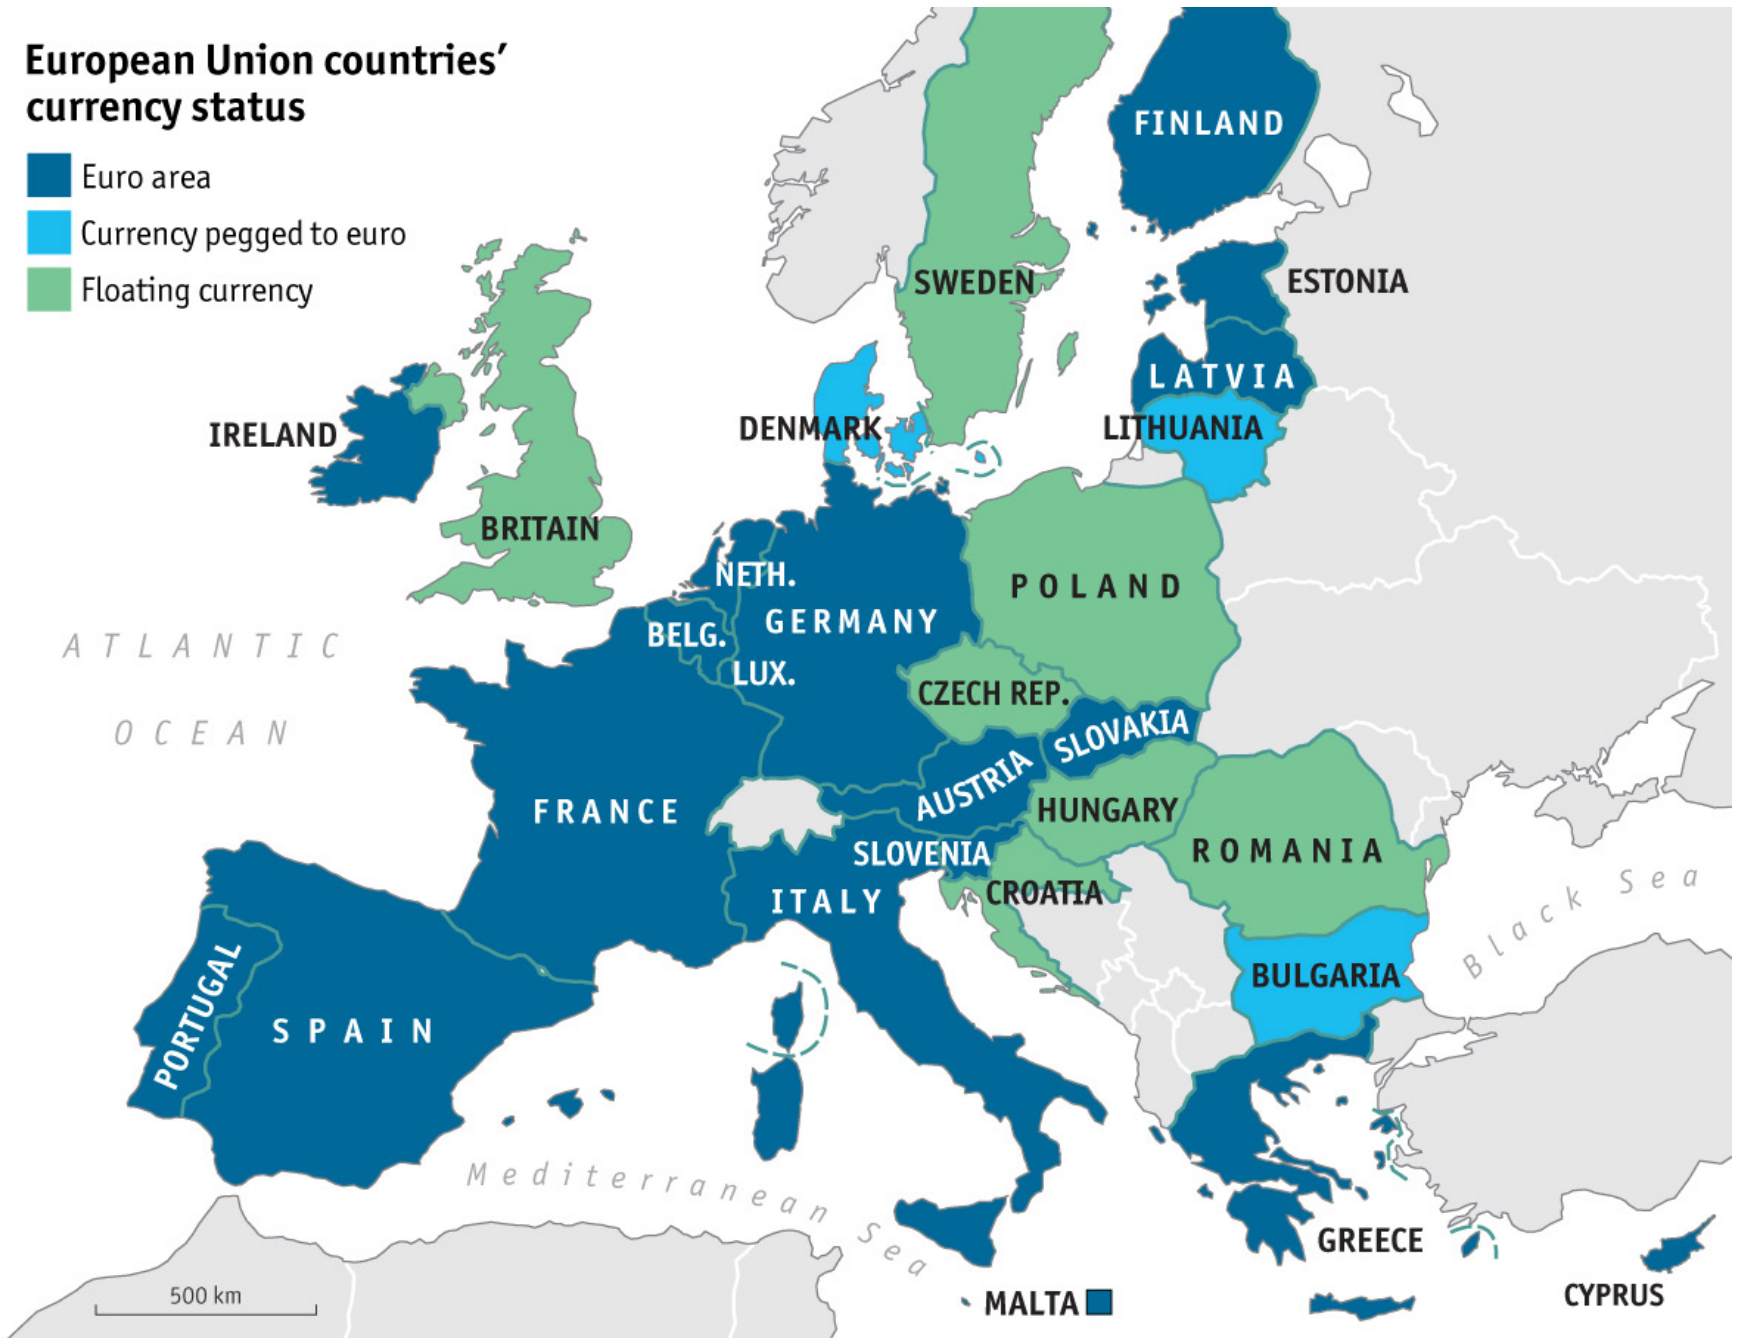 European Union countries’
currency status
Euro area
Currency pegged to euro
Floating currency
FINLAND
SWEDEN
ESTONIA
LATVIA
DENMARK
LITHUANIA
IRELAND
BRITAIN
NETH.
POLAND
GERMANY
BELG.
LUX.
ATLANTIC
OCEAN
CZECH REP.
SLOVAKIA
AUSTRIA
FRANCE
HUNGARY
SLOVENIA
ROMANIA
CROATIA
ITALY
Black Sea
PORTUGAL
SPAIN
BULGARIA
Mediterranean Sea
GREECE
CYPRUS
MALTA
500 km